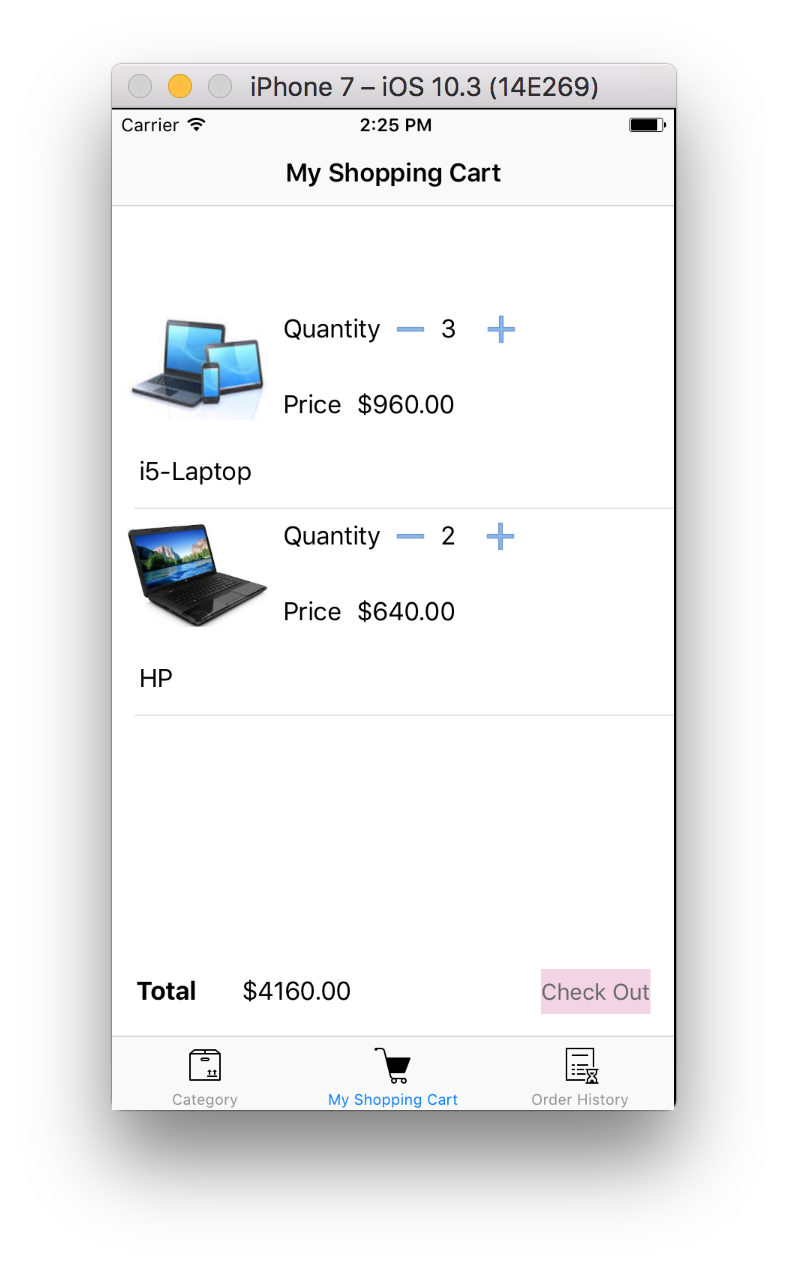 iPhone 7 – iOS 10.3 (14E269)
Carrier 2:25 PM
My Shopping Cart
Quantity 3
Price $960.00
i5-Laptop
Quantity 2
Price $640.00
HP
Total $4160.00 Check Out
Category My Shopping Cart Order History